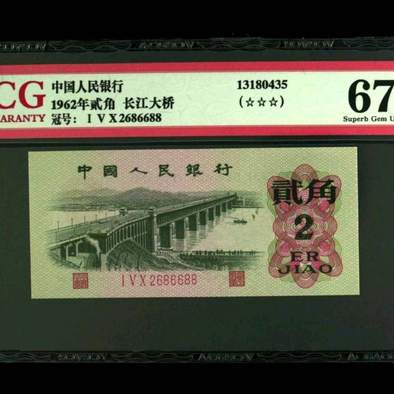 CG
ARANTY
中国人民银行
1962年贰角 长江大桥
冠号: I V X 2686688
13180435
(☆☆☆)
67
Superb Gem U
中国人民银行
I V X 2686688
貳角
2
ER
JIAO